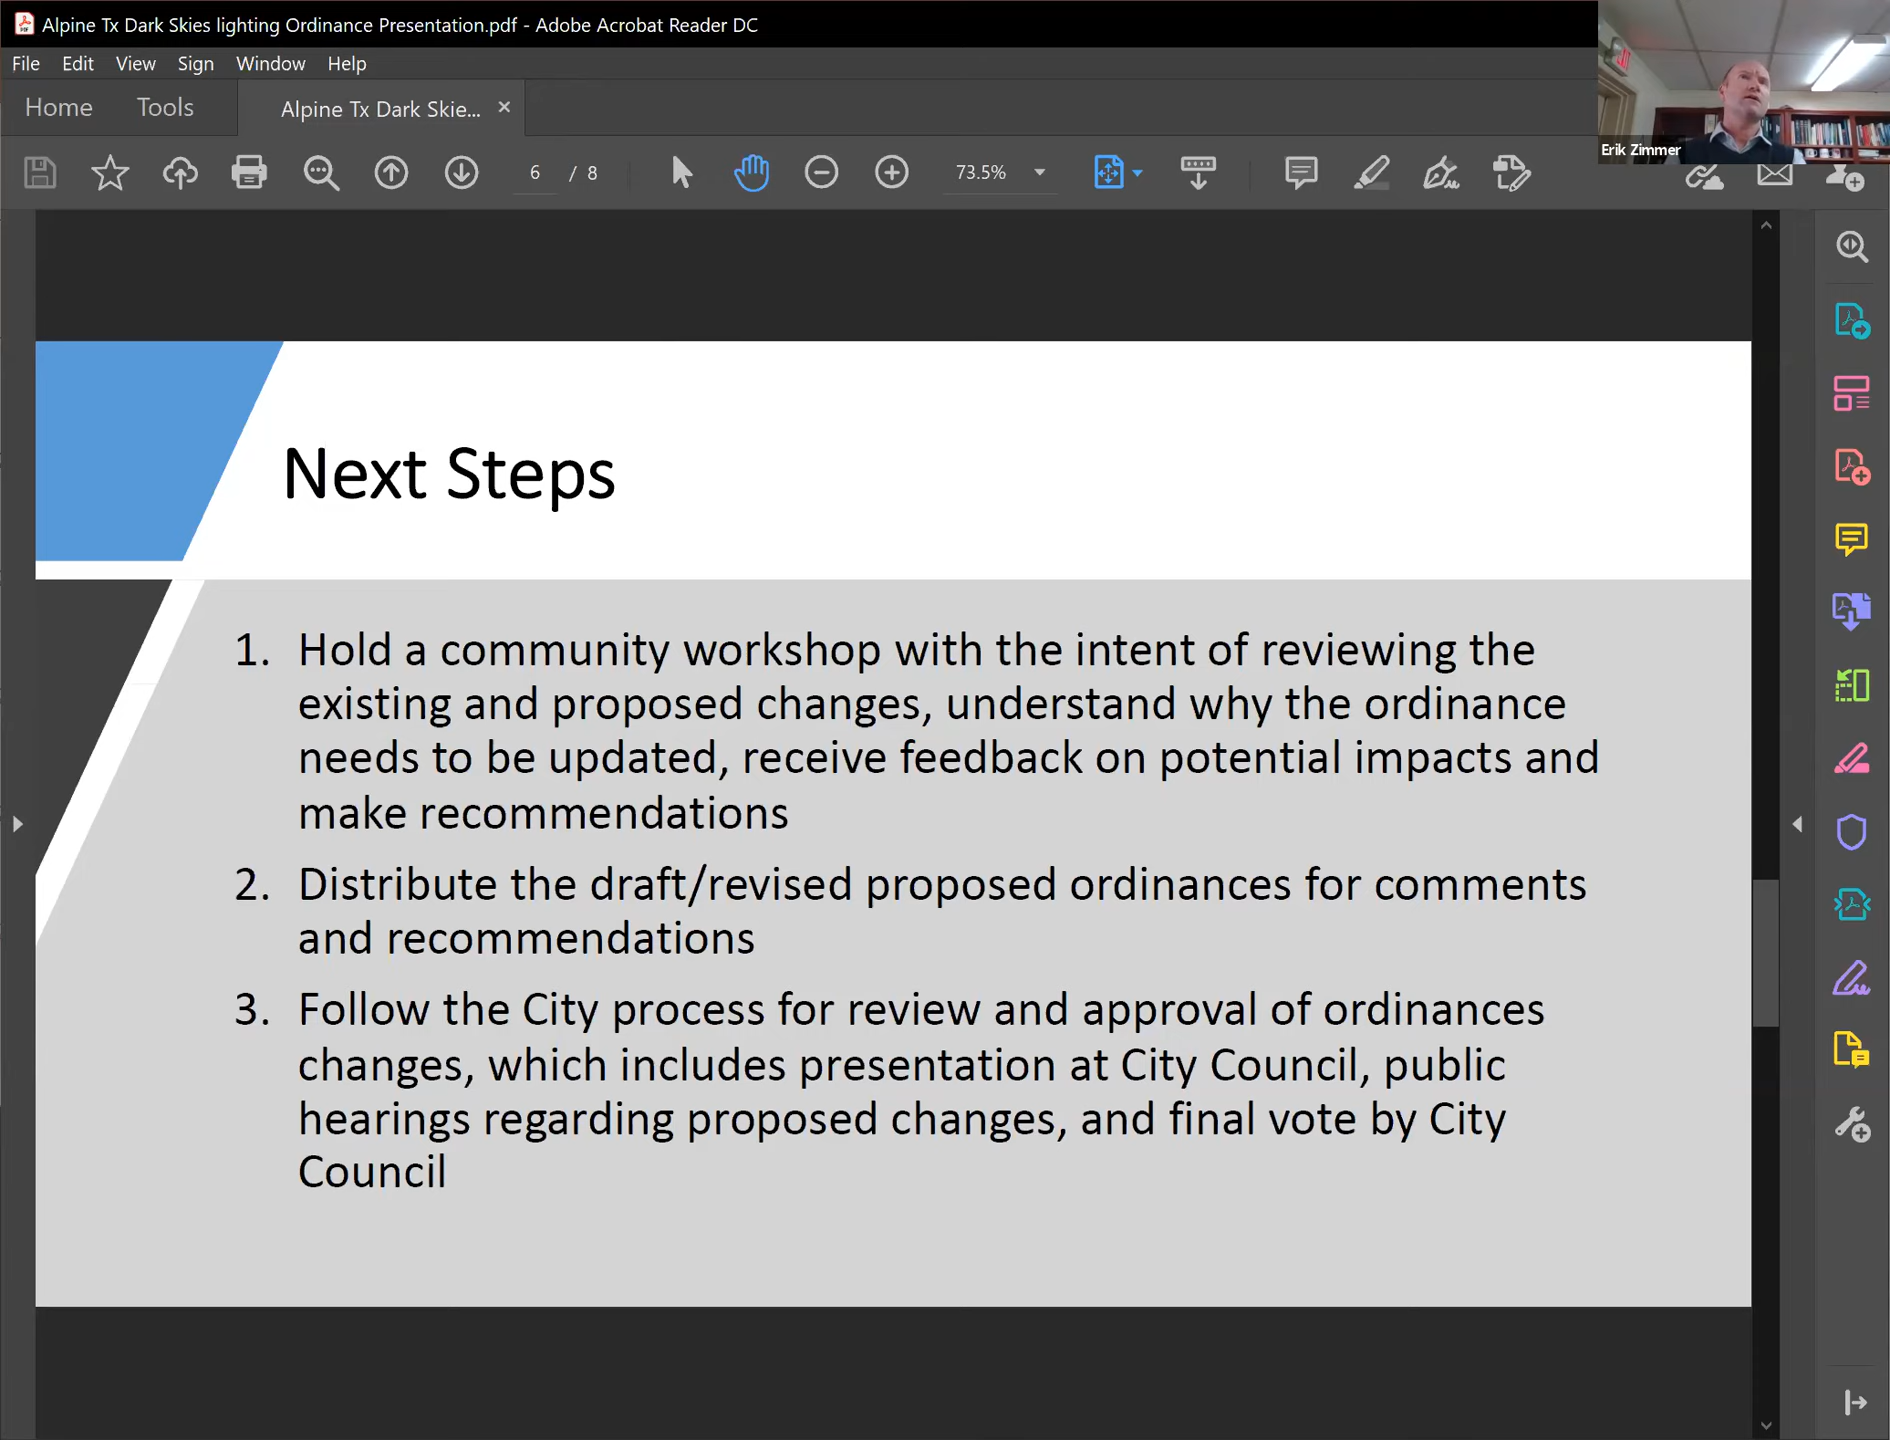 Alpine Tx Dark Skies lighting Ordinance Presentation.pdf - Adobe Acrobat Reader DC
File Edit View Sign Window Help
Home Tools Alpine Tx Dark Skie... ×
6 / 8 73.5%
Erik Zimmer
Next Steps
1. Hold a community workshop with the intent of reviewing the
existing and proposed changes, understand why the ordinance
needs to be updated, receive feedback on potential impacts and
make recommendations
2. Distribute the draft/revised proposed ordinances for comments
and recommendations
3. Follow the City process for review and approval of ordinances
changes, which includes presentation at City Council, public
hearings regarding proposed changes, and final vote by City
Council